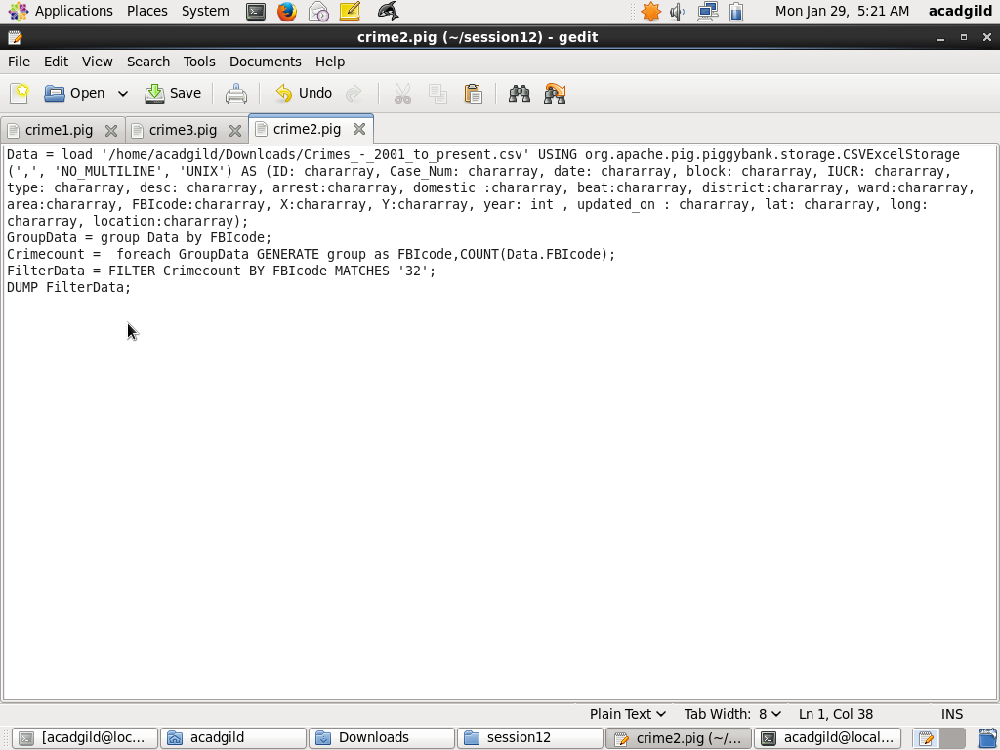 Applications Places System Mon Jan 29, 5:21 AM acadgild
crime2.pig (~/session12) - gedit
File Edit View Search Tools Documents Help
Open Save Undo
crime1.pig crime3.pig crime2.pig
Data = load '/home/acadgild/Downloads/Crimes_-_2001_to_present.csv' USING org.apache.pig.piggybank.storage.CSVExcelStorage
(',', 'NO_MULTILINE', 'UNIX') AS (ID: chararray, Case_Num: chararray, date: chararray, block: chararray, IUCR: chararray,
type: chararray, desc: chararray, arrest:chararray, domestic :chararray, beat:chararray, district:chararray, ward:chararray,
area:chararray, FBIcode:chararray, X:chararray, Y:chararray, year: int , updated_on : chararray, lat: chararray, long:
chararray, location:chararray);
GroupData = group Data by FBIcode;
Crimecount =  foreach GroupData GENERATE group as FBIcode,COUNT(Data.FBIcode);
FilterData = FILTER Crimecount BY FBIcode MATCHES '32';
DUMP FilterData;
Plain Text Tab Width: 8 Ln 1, Col 38 INS
[acadgild@loc... acadgild Downloads session12 crime2.pig (~/... acadgild@local...